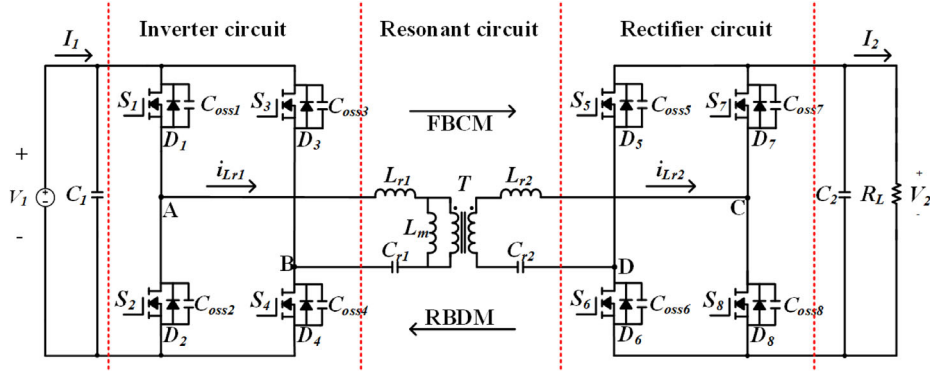 Inverter circuit Resonant circuit Rectifier circuit
I1 I2
S1 Coss1 D1 S3 Coss3 D3
FBCM
S5 Coss5 D5 S7 Coss7 D7
+ V1 - C1
iLr1 Lr1 T Lr2 iLr2
A Lm C C2 RL + V2 -
B Cr1 Cr2 D
S2 Coss2 D2 S4 Coss4 D4
RBDM
S6 Coss6 D6 S8 Coss8 D8